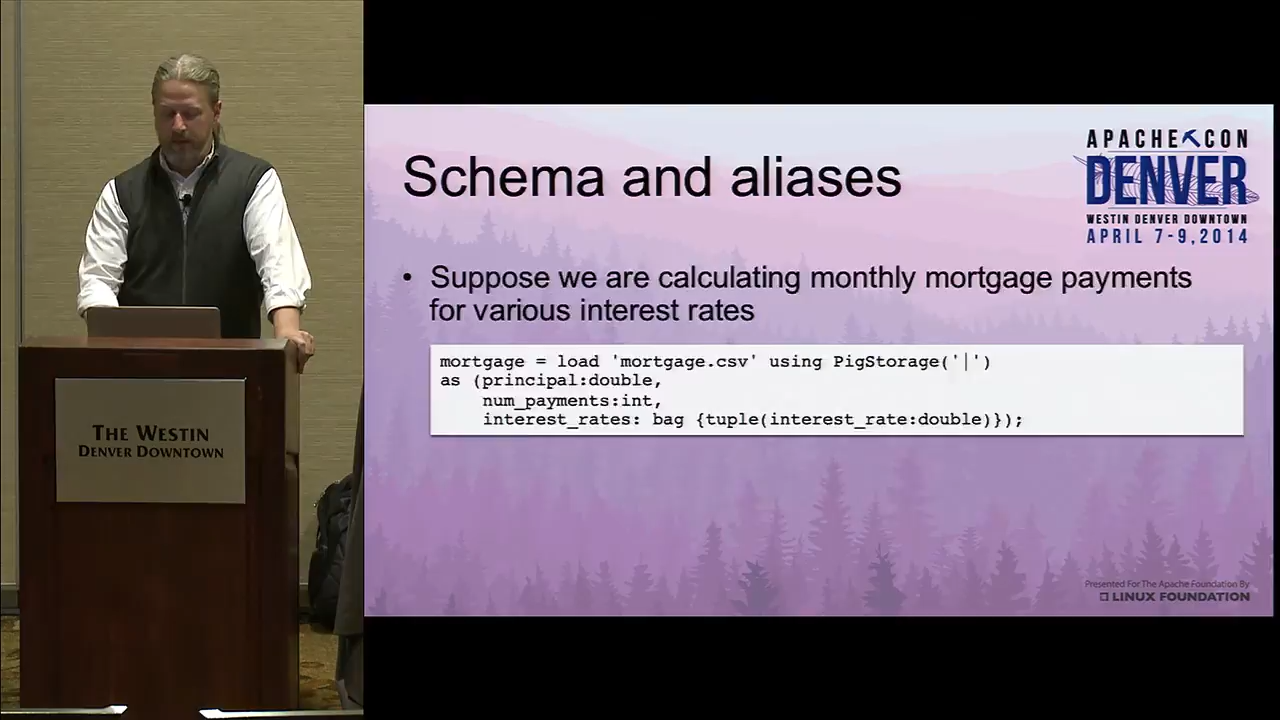 Schema and aliases
APACHE CON
DENVER
WESTIN DENVER DOWNTOWN
APRIL 7-9, 2014
• Suppose we are calculating monthly mortgage payments
for various interest rates
mortgage = load 'mortgage.csv' using PigStorage('|')
as (principal:double,
num_payments:int,
interest_rates: bag {tuple(interest_rate:double)});
THE WESTIN
DENVER DOWNTOWN
Presented For The Apache Foundation By
LINUX FOUNDATION